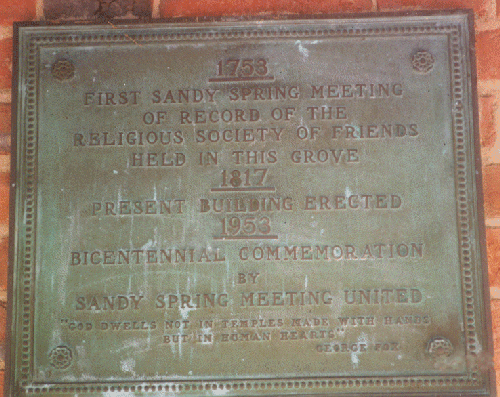 1753
FIRST SANDY SPRING MEETING
OF RECORD OF THE
RELIGIOUS SOCIETY OF FRIENDS
HELD IN THIS GROVE
1817
PRESENT BUILDING ERECTED
1953
BICENTENNIAL COMMEMORATION
BY
SANDY SPRING MEETING UNITED
"GOD DWELLS NOT IN TEMPLES MADE WITH HANDS
BUT IN HUMAN HEARTS"
GEORGE FOX